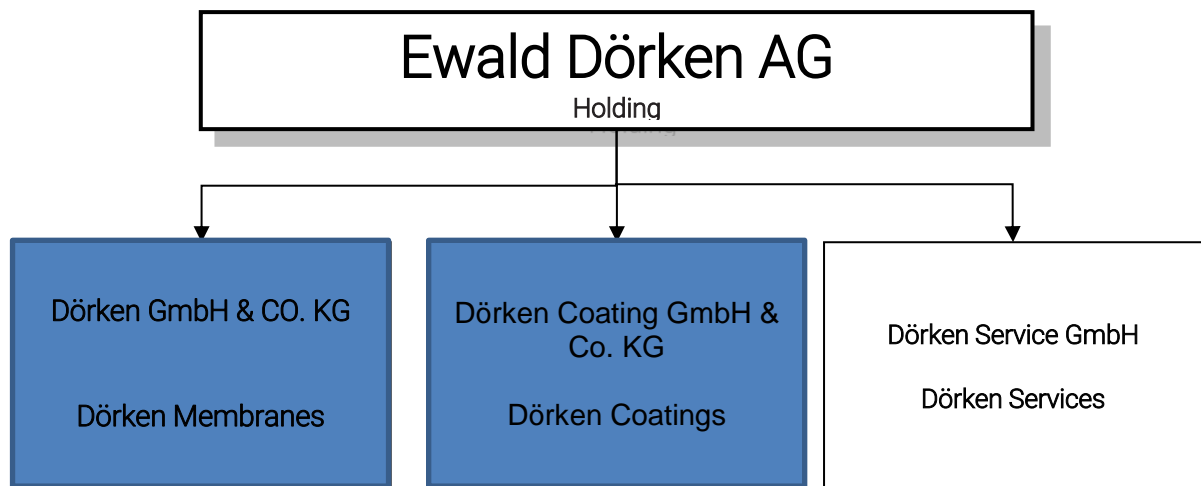 Ewald Dörken AG
Holding
Dörken GmbH & CO. KG
Dörken Membranes
Dörken Coating GmbH &
Co. KG
Dörken Coatings
Dörken Service GmbH
Dörken Services